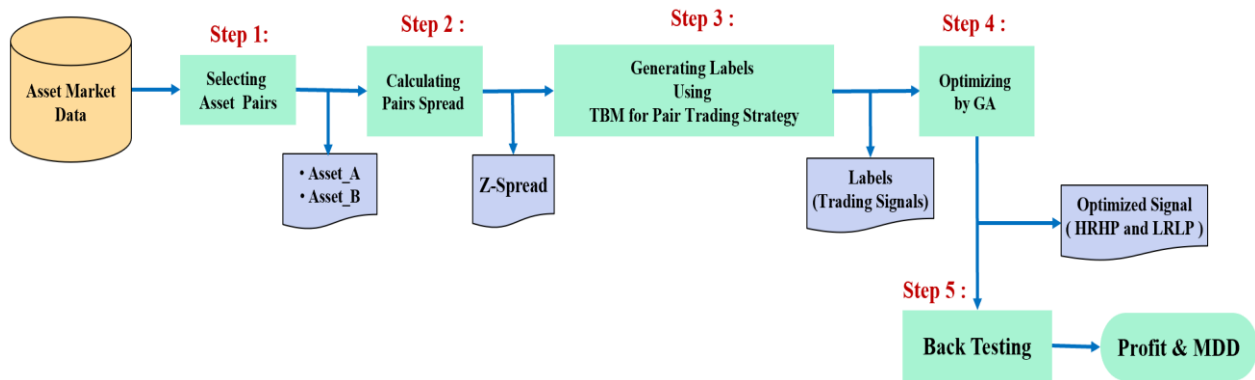 Asset Market
Data
Step 1:
Selecting
Asset Pairs
• Asset_A
• Asset_B
Step 2 :
Calculating
Pairs Spread
Z-Spread
Step 3 :
Generating Labels
Using
TBM for Pair Trading Strategy
Labels
(Trading Signals)
Step 4 :
Optimizing
by GA
Optimized Signal
( HRHP and LRLP )
Step 5 :
Back Testing
Profit & MDD